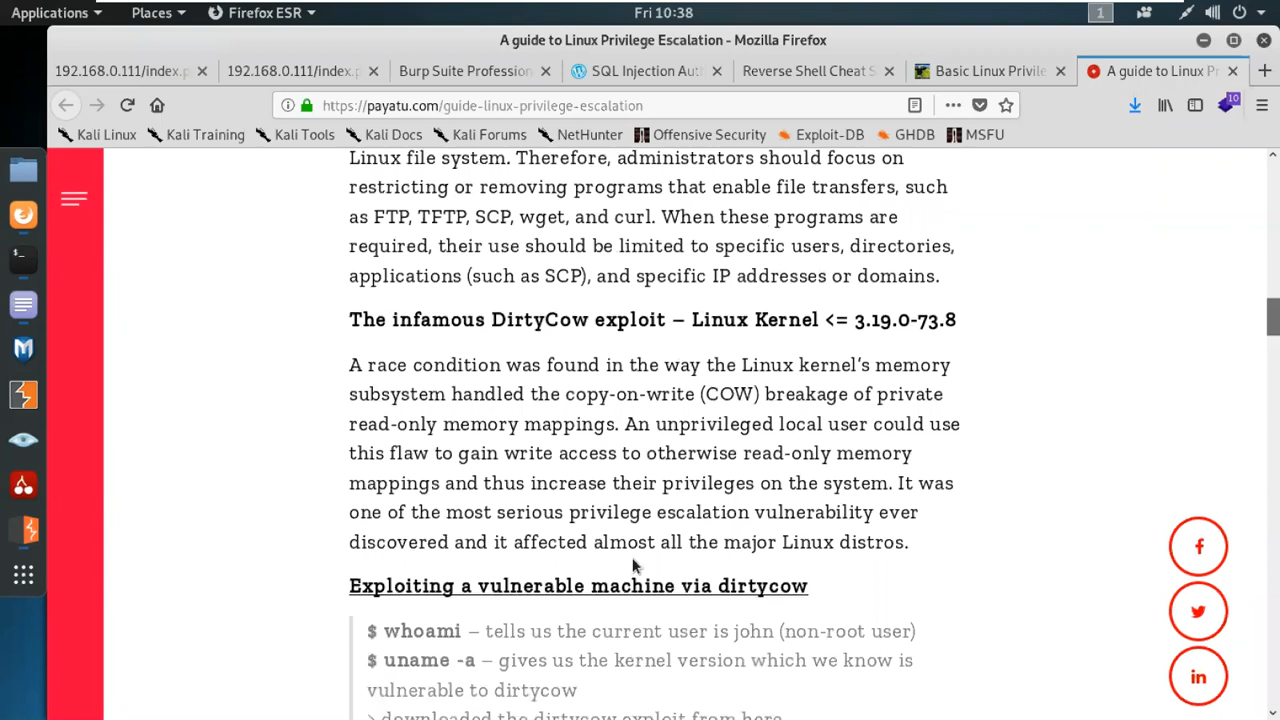 Applications Places Firefox ESR Fri 10:38 1
A guide to Linux Privilege Escalation - Mozilla Firefox
192.168.0.111/index.p 192.168.0.111/index.p Burp Suite Profession SQL Injection Aut Reverse Shell Cheat S Basic Linux Privile A guide to Linux Pr
https://payatu.com/guide-linux-privilege-escalation 10
Kali Linux Kali Training Kali Tools Kali Docs Kali Forums NetHunter Offensive Security Exploit-DB GHDB MSFU
Linux file system. Therefore, administrators should focus on
restricting or removing programs that enable file transfers, such
as FTP, TFTP, SCP, wget, and curl. When these programs are
required, their use should be limited to specific users, directories,
applications (such as SCP), and specific IP addresses or domains.
The infamous DirtyCow exploit – Linux Kernel <= 3.19.0-73.8
A race condition was found in the way the Linux kernel’s memory
subsystem handled the copy-on-write (COW) breakage of private
read-only memory mappings. An unprivileged local user could use
this flaw to gain write access to otherwise read-only memory
mappings and thus increase their privileges on the system. It was
one of the most serious privilege escalation vulnerability ever
discovered and it affected almost all the major Linux distros.
Exploiting a vulnerable machine via dirtycow
$ whoami – tells us the current user is john (non-root user)
$ uname -a – gives us the kernel version which we know is
vulnerable to dirtycow
> downloaded the dirtycow exploit from here